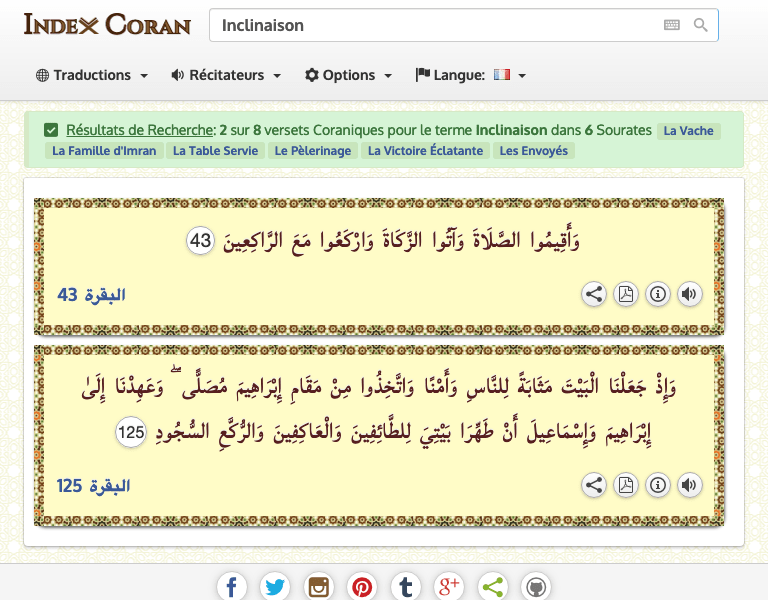 INDEX CORAN
Inclinaison
Traductions
Récitateurs
Options
Langue:
Résultats de Recherche: 2 sur 8 versets Coraniques pour le terme Inclinaison dans 6 Sourates La Vache
La Famille d'Imran La Table Servie Le Pèlerinage La Victoire Éclatante Les Envoyés
وَأَقِيمُوا الصَّلَاةَ وَآتُوا الزَّكَاةَ وَارْكَعُوا مَعَ الرَّاكِعِينَ 43
البقرة 43
وَإِذْ جَعَلْنَا الْبَيْتَ مَثَابَةً لِلنَّاسِ وَأَمْنًا وَاتَّخِذُوا مِنْ مَقَامِ إِبْرَاهِيمَ مُصَلًّى ۖ وَعَهِدْنَا إِلَىٰ
إِبْرَاهِيمَ وَإِسْمَاعِيلَ أَنْ طَهِّرَا بَيْتِيَ لِلطَّائِفِينَ وَالْعَاكِفِينَ وَالرُّكَّعِ السُّجُودِ 125
البقرة 125